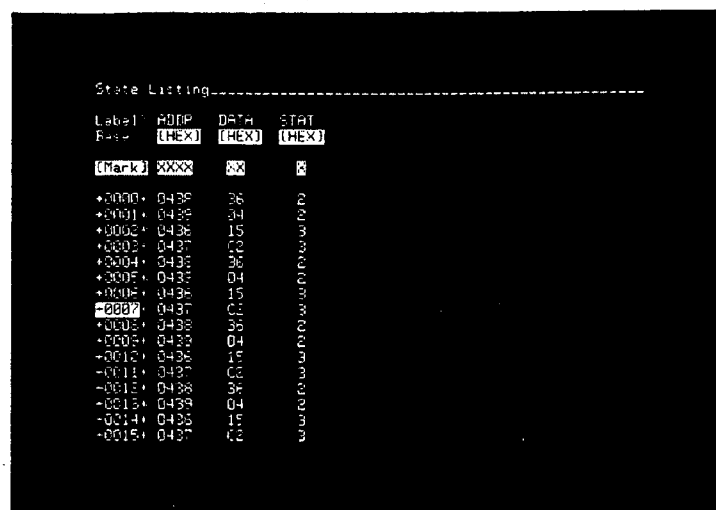 State Listing
Label ADDR DATA STAT
Base [HEX] [HEX] [HEX]
[Mark] XXXX XX X
+0000 0438 36 2
+0001 0439 04 2
+0002 0436 15 3
+0003 0437 C2 3
+0004 0438 36 2
+0005 0439 04 2
+0006 0436 15 3
+0007 0437 C2 3
+0008 0438 36 2
+0009 0439 04 2
+0010 0436 15 3
+0011 0437 C2 3
+0012 0438 36 2
+0013 0439 04 2
+0014 0436 15 3
+0015 0437 C2 3